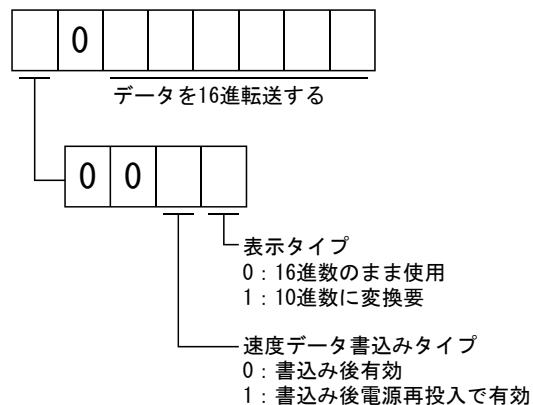 0
データを16進転送する
0 0
表示タイプ
0:16進数のまま使用
1:10進数に変換要
速度データ書込みタイプ
0:書込み後有効
1:書込み後電源再投入で有効